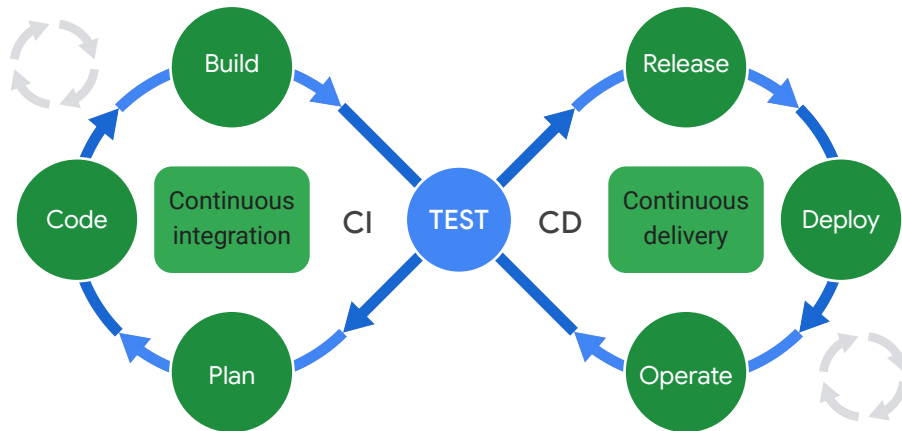 Build
Release
Code
Continuous
integration
CI
TEST
CD
Continuous
delivery
Deploy
Plan
Operate